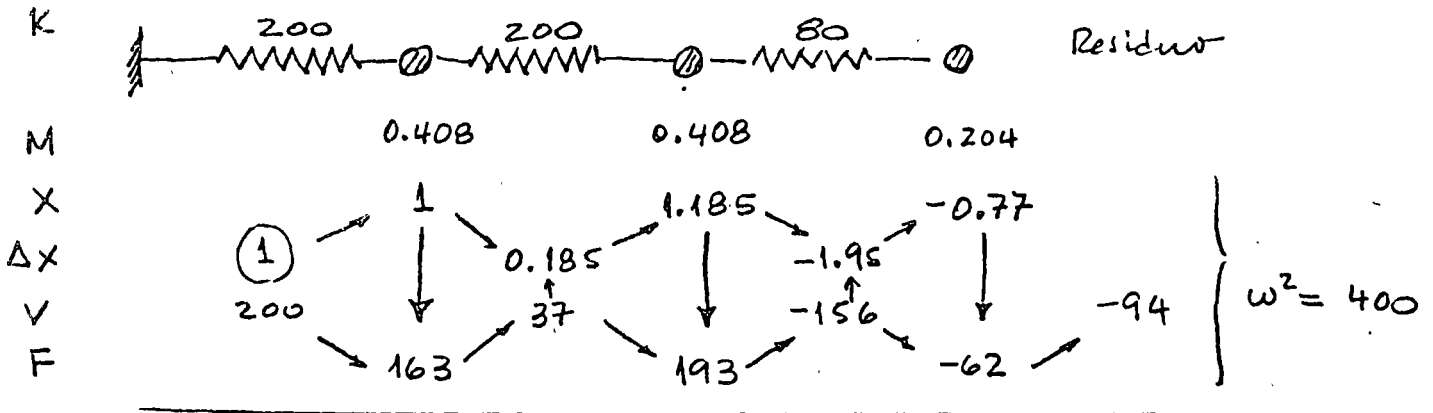 K 200 200 80 Residuo
M 0.408 0.408 0.204
X 1 1.185 -0.77
ΔX 1 0.185 -1.95
V 200 37 -156 -94 ω² = 400
F 163 193 -62